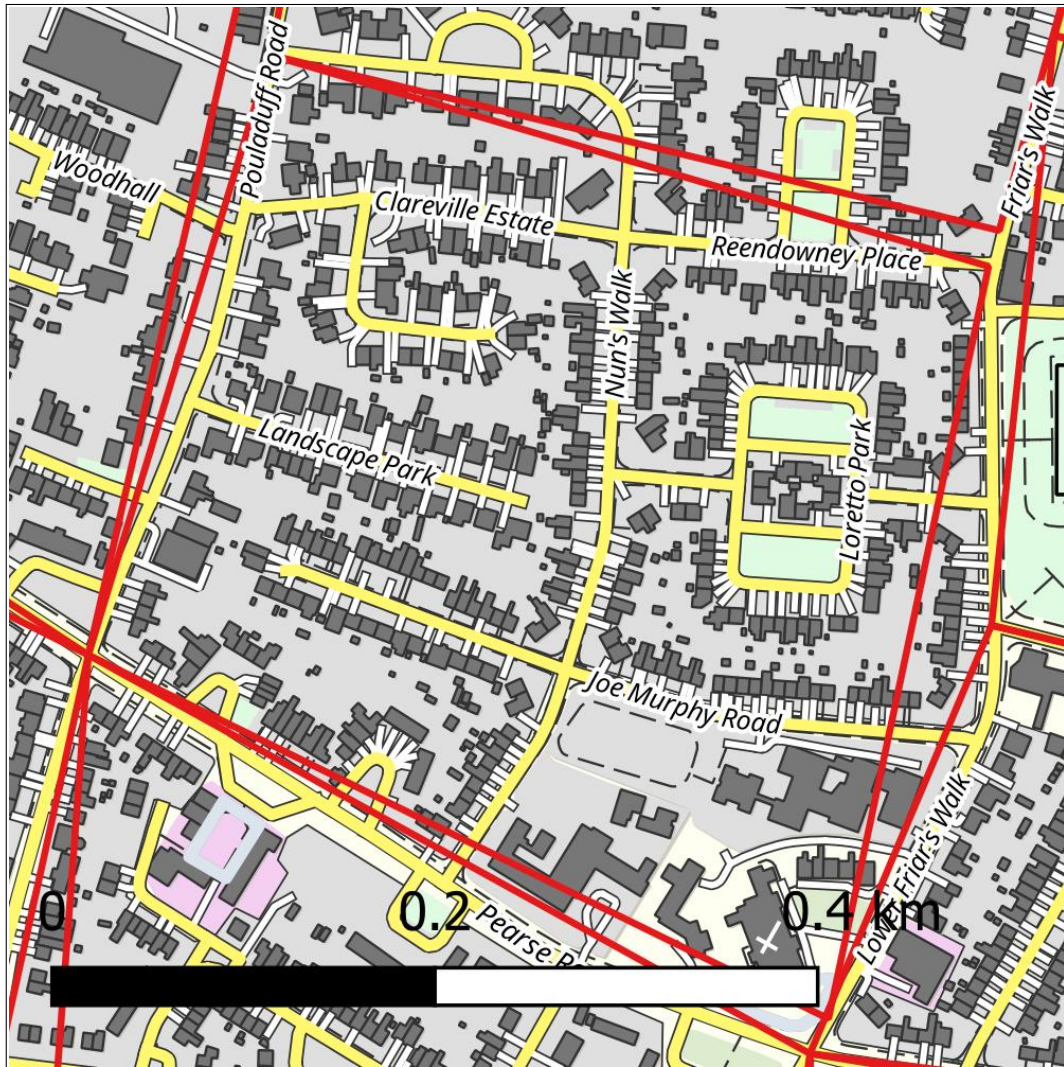 Pouladuff Road
Friar's Walk
Woodhall
Clareville Estate
Reendowney Place
Nun's Walk
Landscape Park
Loretto Park
Joe Murphy Road
Lower Friar's Walk
0 0.2 0.4 km
Pearse